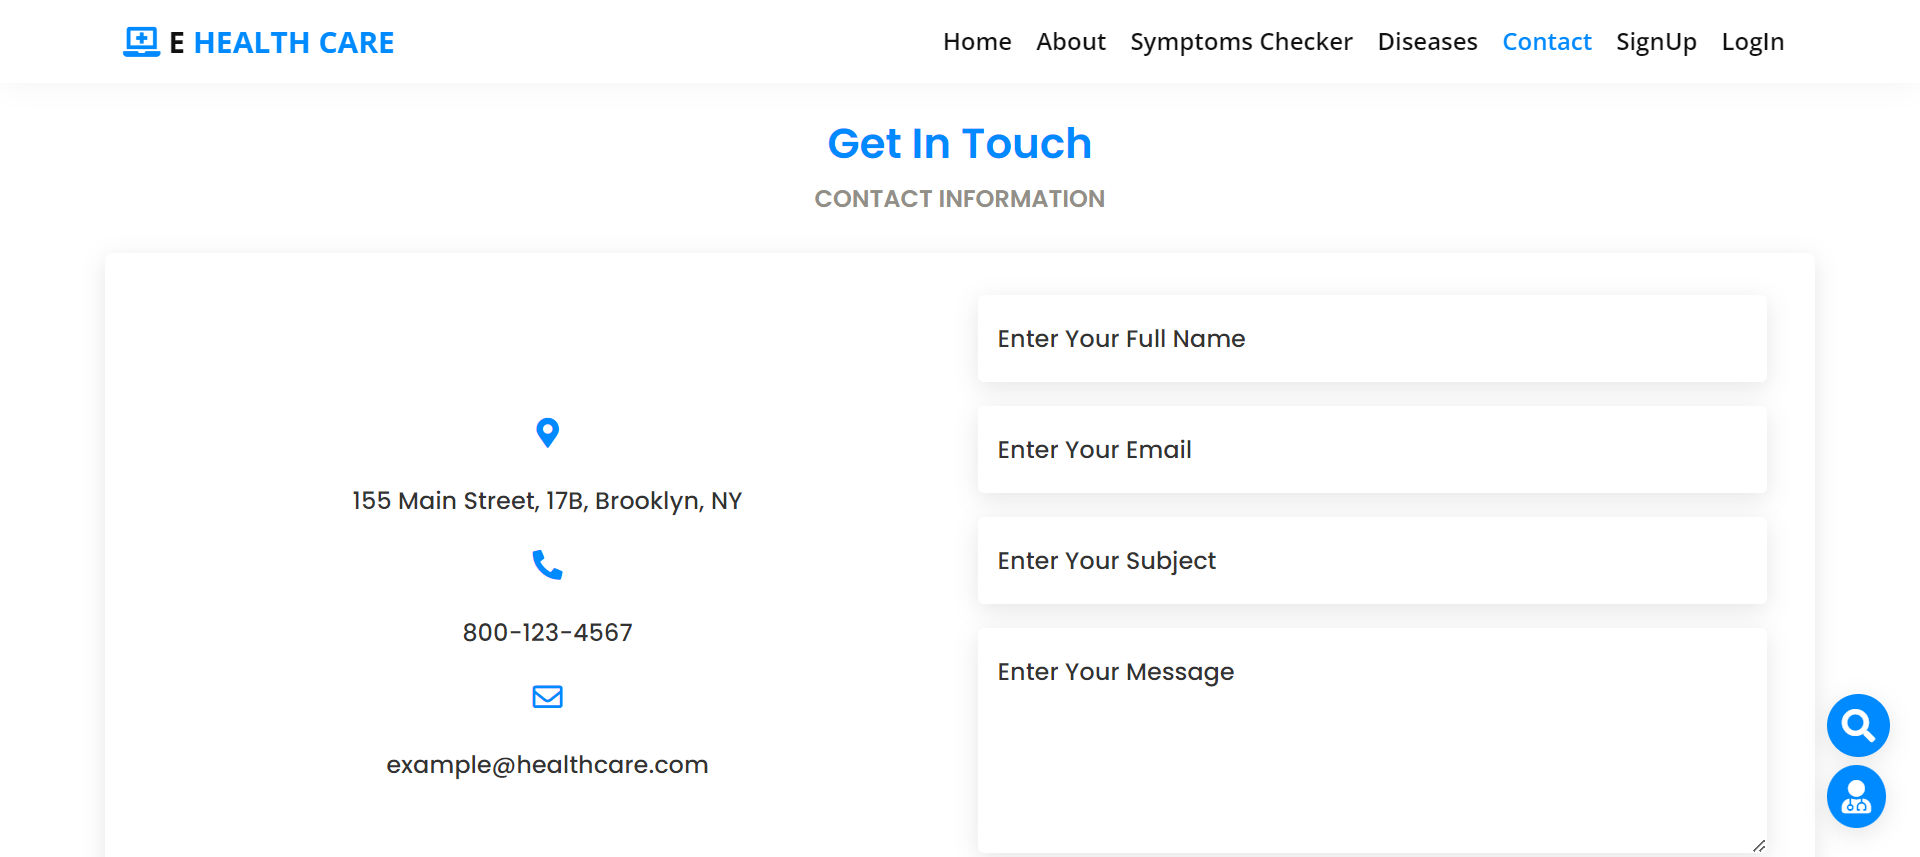 E HEALTH CARE
Home About Symptoms Checker Diseases Contact SignUp LogIn
Get In Touch
CONTACT INFORMATION
155 Main Street, 17B, Brooklyn, NY
800-123-4567
example@healthcare.com
Enter Your Full Name
Enter Your Email
Enter Your Subject
Enter Your Message